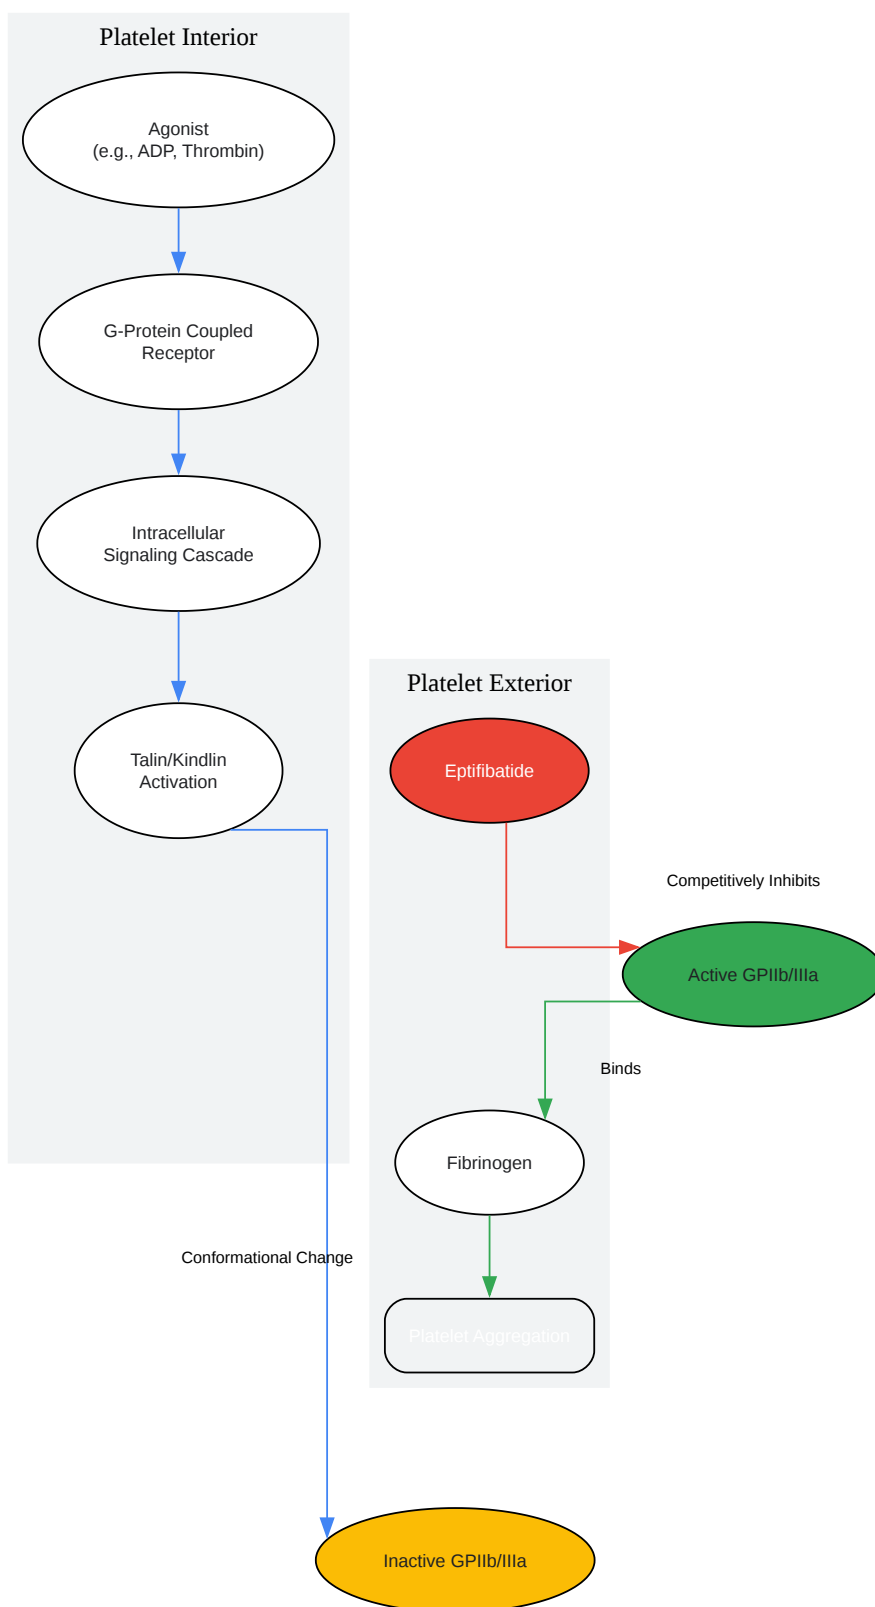 Platelet Interior
Agonist
(e.g., ADP, Thrombin)
G-Protein Coupled
Receptor
Intracellular
Signaling Cascade
Platelet Exterior
Talin/Kindlin
Activation
Eptifibatide
Competitively Inhibits
Active GPIIb/IIIa
Binds
Fibrinogen
Conformational Change
Platelet Aggregation
Inactive GPIIb/IIIa